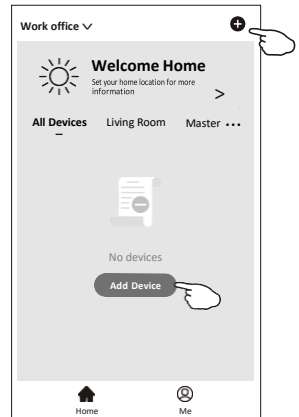 Work office
Welcome Home
Set your home location for more
information
>
All Devices Living Room Master ...
No devices
Add Device
Home Me